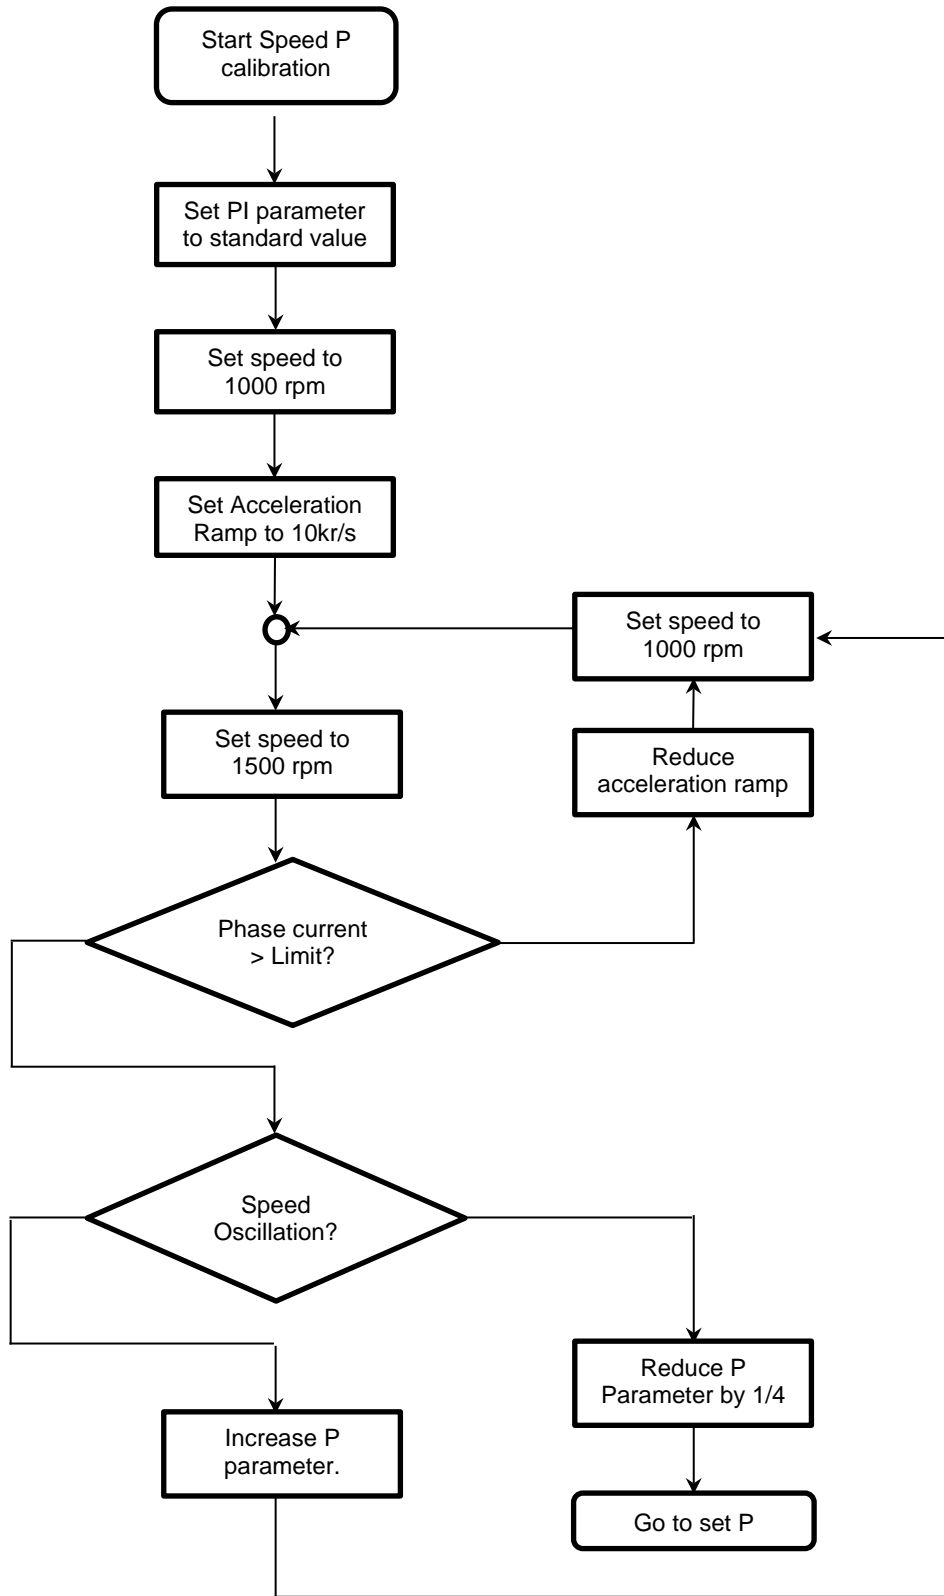 Start Speed P
calibration
Set PI parameter
to standard value
Set speed to
1000 rpm
Set Acceleration
Ramp to 10kr/s
Set speed to
1000 rpm
Set speed to
1500 rpm
Reduce
acceleration ramp
Phase current
> Limit?
Speed
Oscillation?
Reduce P
Parameter by 1/4
Increase P
parameter.
Go to set P